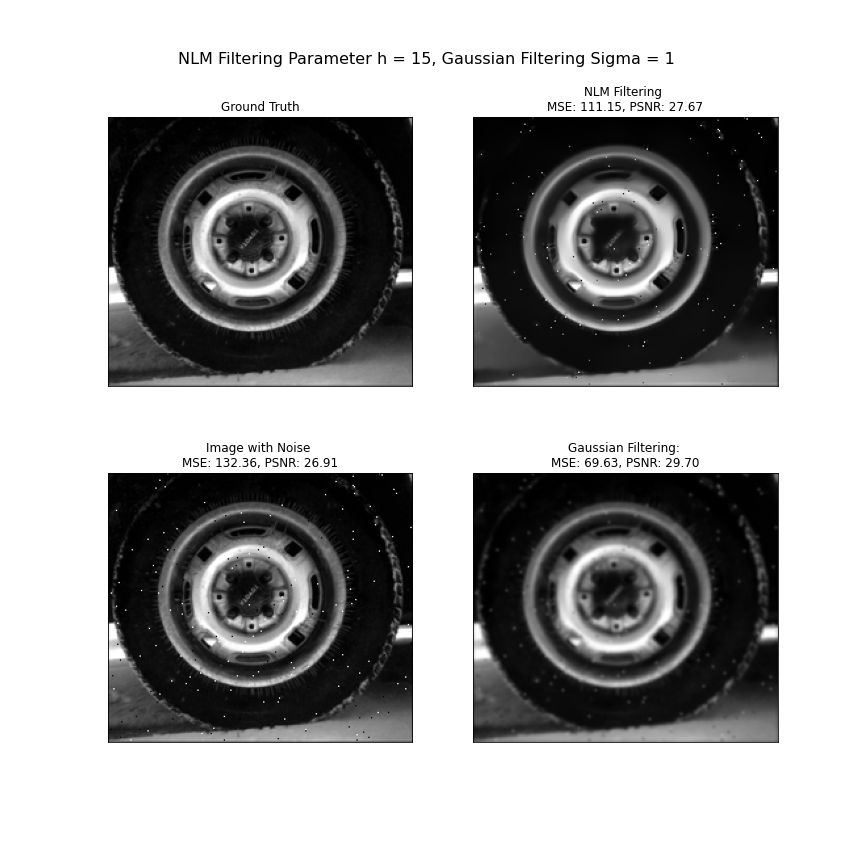 NLM Filtering Parameter h = 15, Gaussian Filtering Sigma = 1
Ground Truth
NLM Filtering
MSE: 111.15, PSNR: 27.67
Image with Noise
MSE: 132.36, PSNR: 26.91
Gaussian Filtering:
MSE: 69.63, PSNR: 29.70